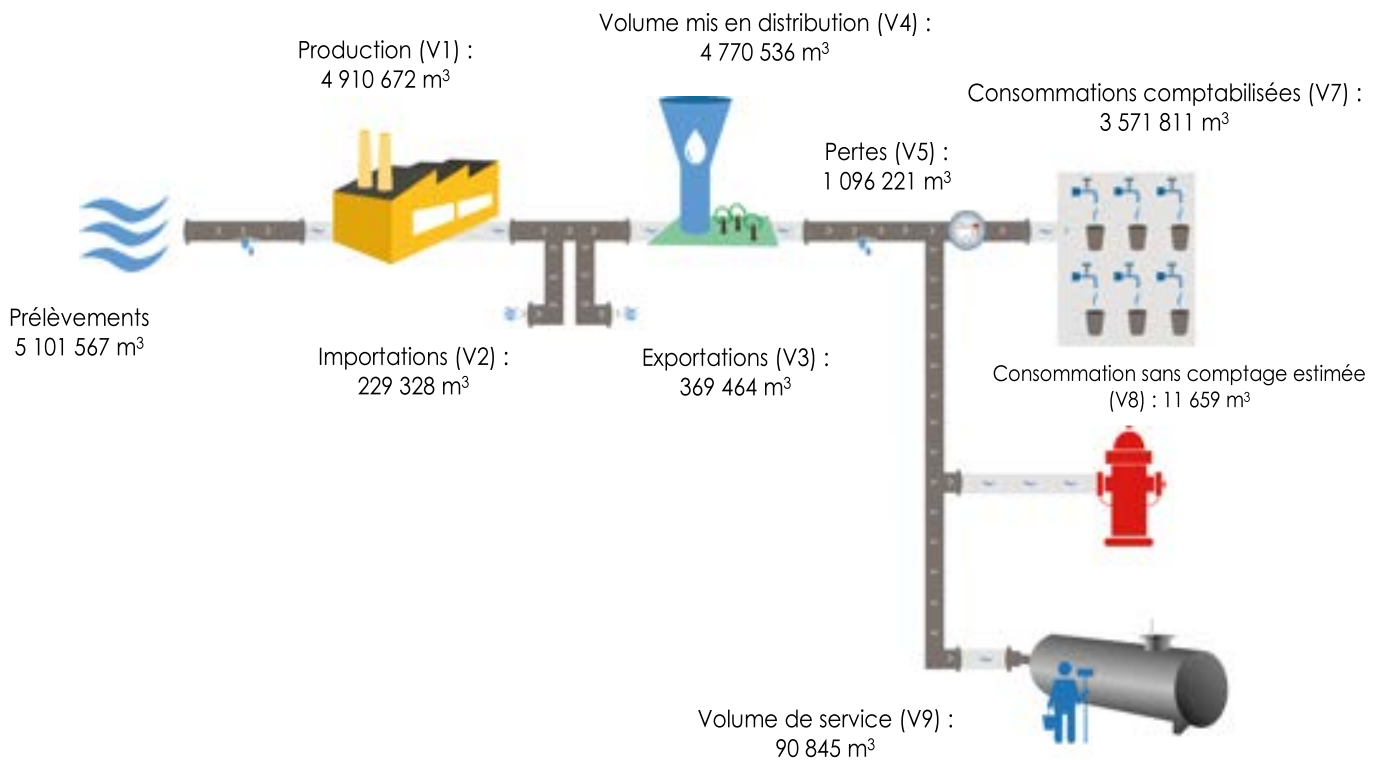 Volume mis en distribution (V4) :
4 770 536 m³
Production (V1) :
4 910 672 m³
Consommations comptabilisées (V7) :
3 571 811 m³
Pertes (V5) :
1 096 221 m³
Prélèvements
5 101 567 m³
Importations (V2) :
229 328 m³
Exportations (V3) :
369 464 m³
Consommation sans comptage estimée
(V8) : 11 659 m³
Volume de service (V9) :
90 845 m³